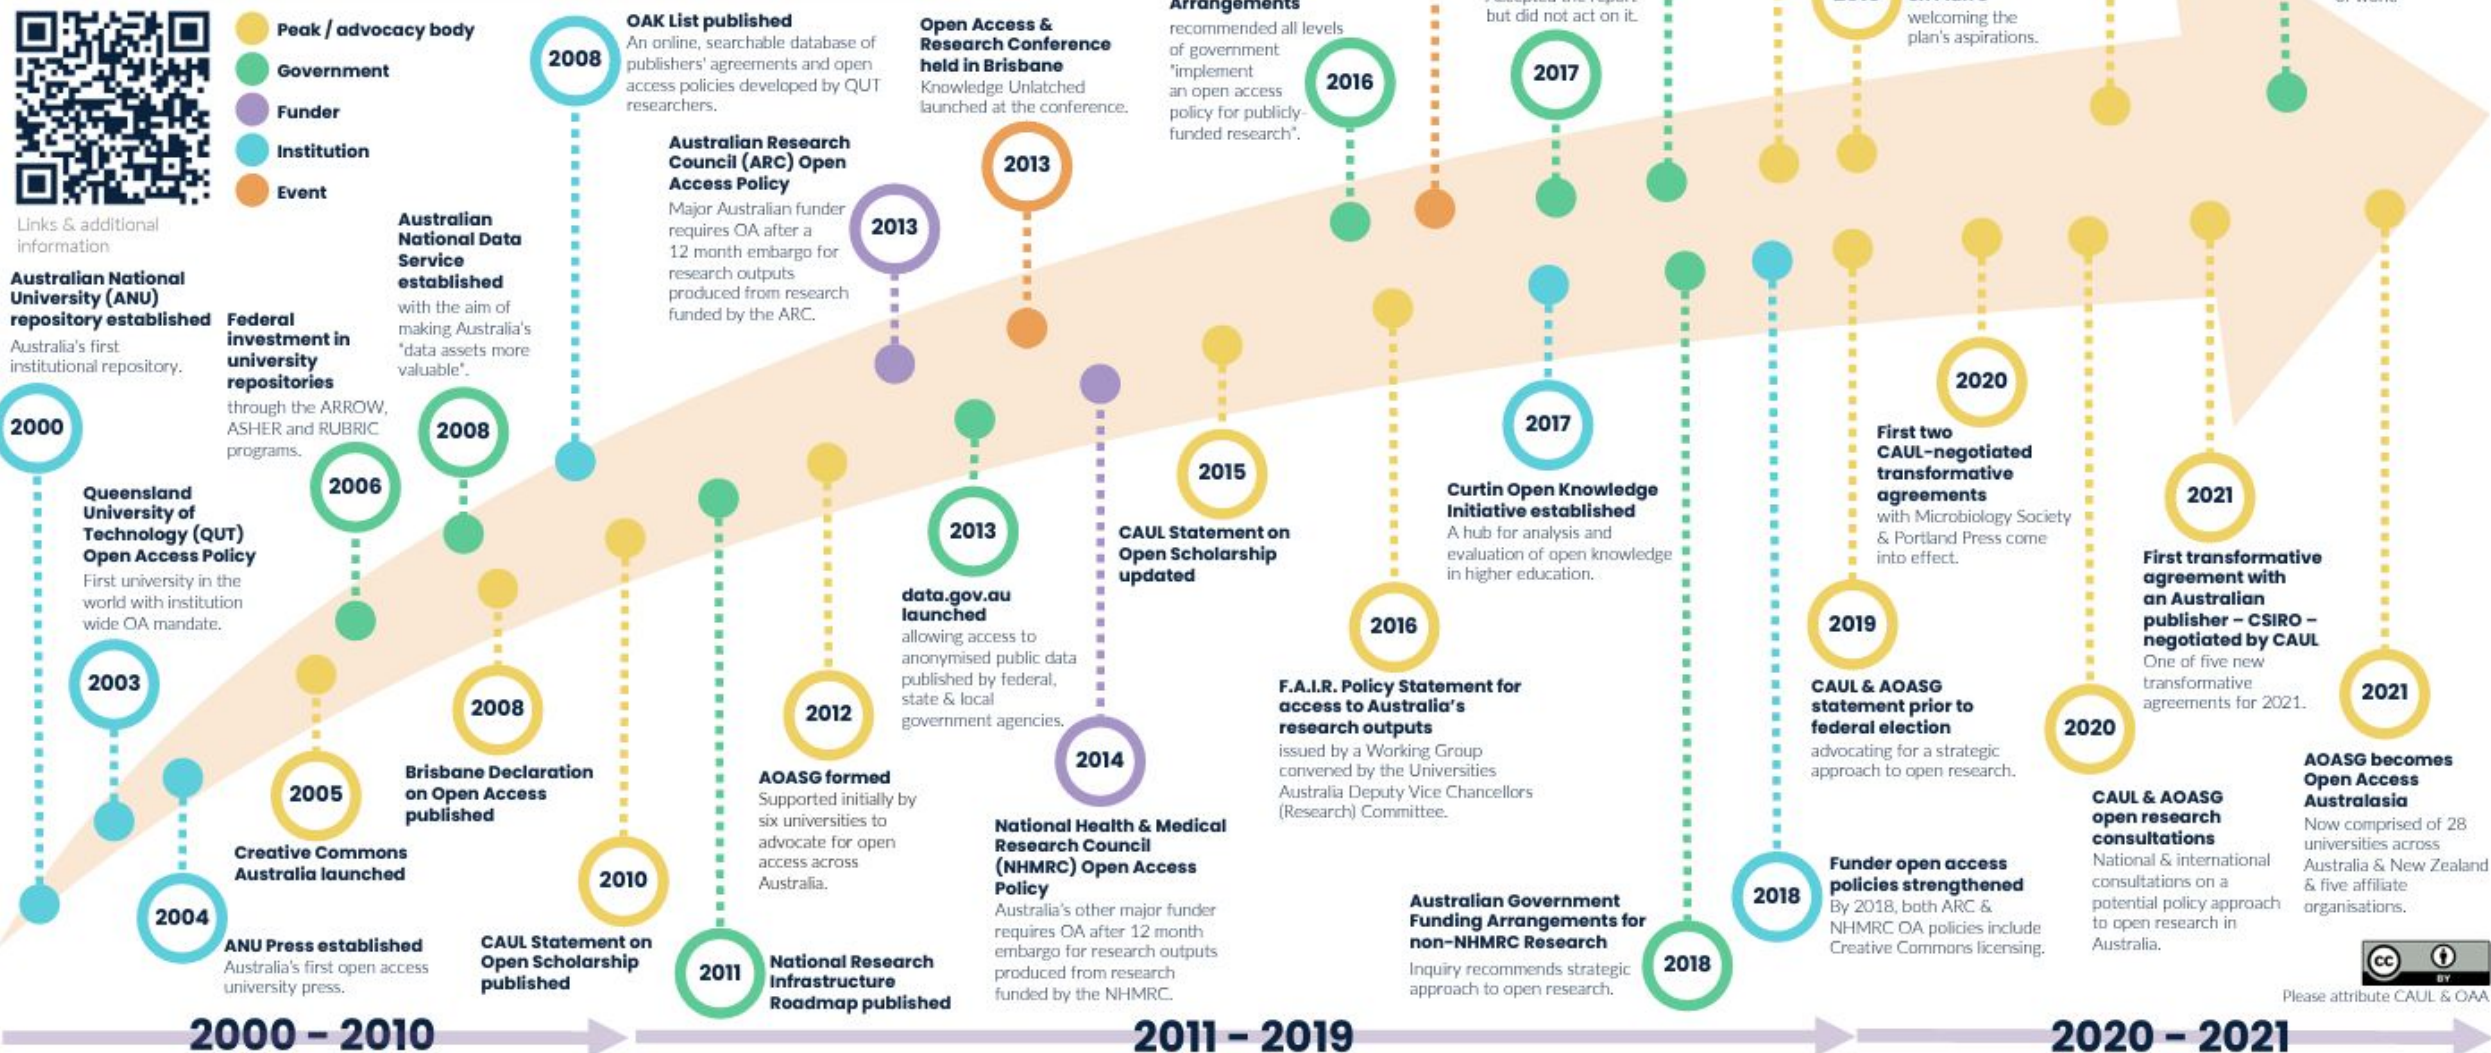 Peak / advocacy body
Government
Funder
Institution
Event
Links & additional
information
Australian National
University (ANU)
repository established
Australia's first
institutional repository.
2000
Queensland
University of
Technology (QUT)
Open Access Policy
First university in the
world with institution
wide OA mandate.
2003
2004
ANU Press established
Australia's first open access
university press.
Federal
investment in
university
repositories
through the ARROW,
ASHER and RUBRIC
programs.
2006
2005
Creative Commons
Australia launched
Australian
National Data
Service
established
with the aim of
making Australia's
"data assets more
valuable".
2008
2008
Brisbane Declaration
on Open Access
published
2008
OAK List published
An online, searchable database of
publishers' agreements and open
access policies developed by QUT
researchers.
2010
CAUL Statement on
Open Scholarship
published
2011
National Research
Infrastructure
Roadmap published
Australian Research
Council (ARC) Open
Access Policy
Major Australian funder
requires OA after a
12 month embargo for
research outputs
produced from research
funded by the ARC.
2013
2012
AOASG formed
Supported initially by
six universities to
advocate for open
access across
Australia.
Open Access &
Research Conference
held in Brisbane
Knowledge Unlatched
launched at the conference.
2013
2013
data.gov.au
launched
allowing access to
anonymised public data
published by federal,
state & local
government agencies.
2014
National Health & Medical
Research Council
(NHMRC) Open Access
Policy
Australia's other major funder
requires OA after 12 month
embargo for research outputs
produced from research
funded by the NHMRC.
2015
CAUL Statement on
Open Scholarship
updated
Arrangements
recommended all levels
of government
"implement
an open access
policy for publicly-
funded research".
2016
2016
F.A.I.R. Policy Statement for
access to Australia's
research outputs
issued by a Working Group
convened by the Universities
Australia Deputy Vice Chancellors
(Research) Committee.
but did not act on it.
2017
2017
Curtin Open Knowledge
Initiative established
A hub for analysis and
evaluation of open knowledge
in higher education.
Australian Government
Funding Arrangements for
non-NHMRC Research
Inquiry recommends strategic
approach to open research.
2018
2018
Funder open access
policies strengthened
By 2018, both ARC &
NHMRC OA policies include
Creative Commons licensing.
welcoming the
plan's aspirations.
2019
CAUL & AOASG
statement prior to
federal election
advocating for a strategic
approach to open research.
2020
First two
CAUL-negotiated
transformative
agreements
with Microbiology Society
& Portland Press come
into effect.
2020
CAUL & AOASG
open research
consultations
National & international
consultations on a
potential policy approach
to open research in
Australia.
2021
First transformative
agreement with
an Australian
publisher – CSIRO –
negotiated by CAUL
One of five new
transformative
agreements for 2021.
2021
AOASG becomes
Open Access
Australasia
Now comprised of 28
universities across
Australia & New Zealand
& five affiliate
organisations.
cc
BY
Please attribute CAUL & OAA
2000 – 2010
2011 – 2019
2020 – 2021